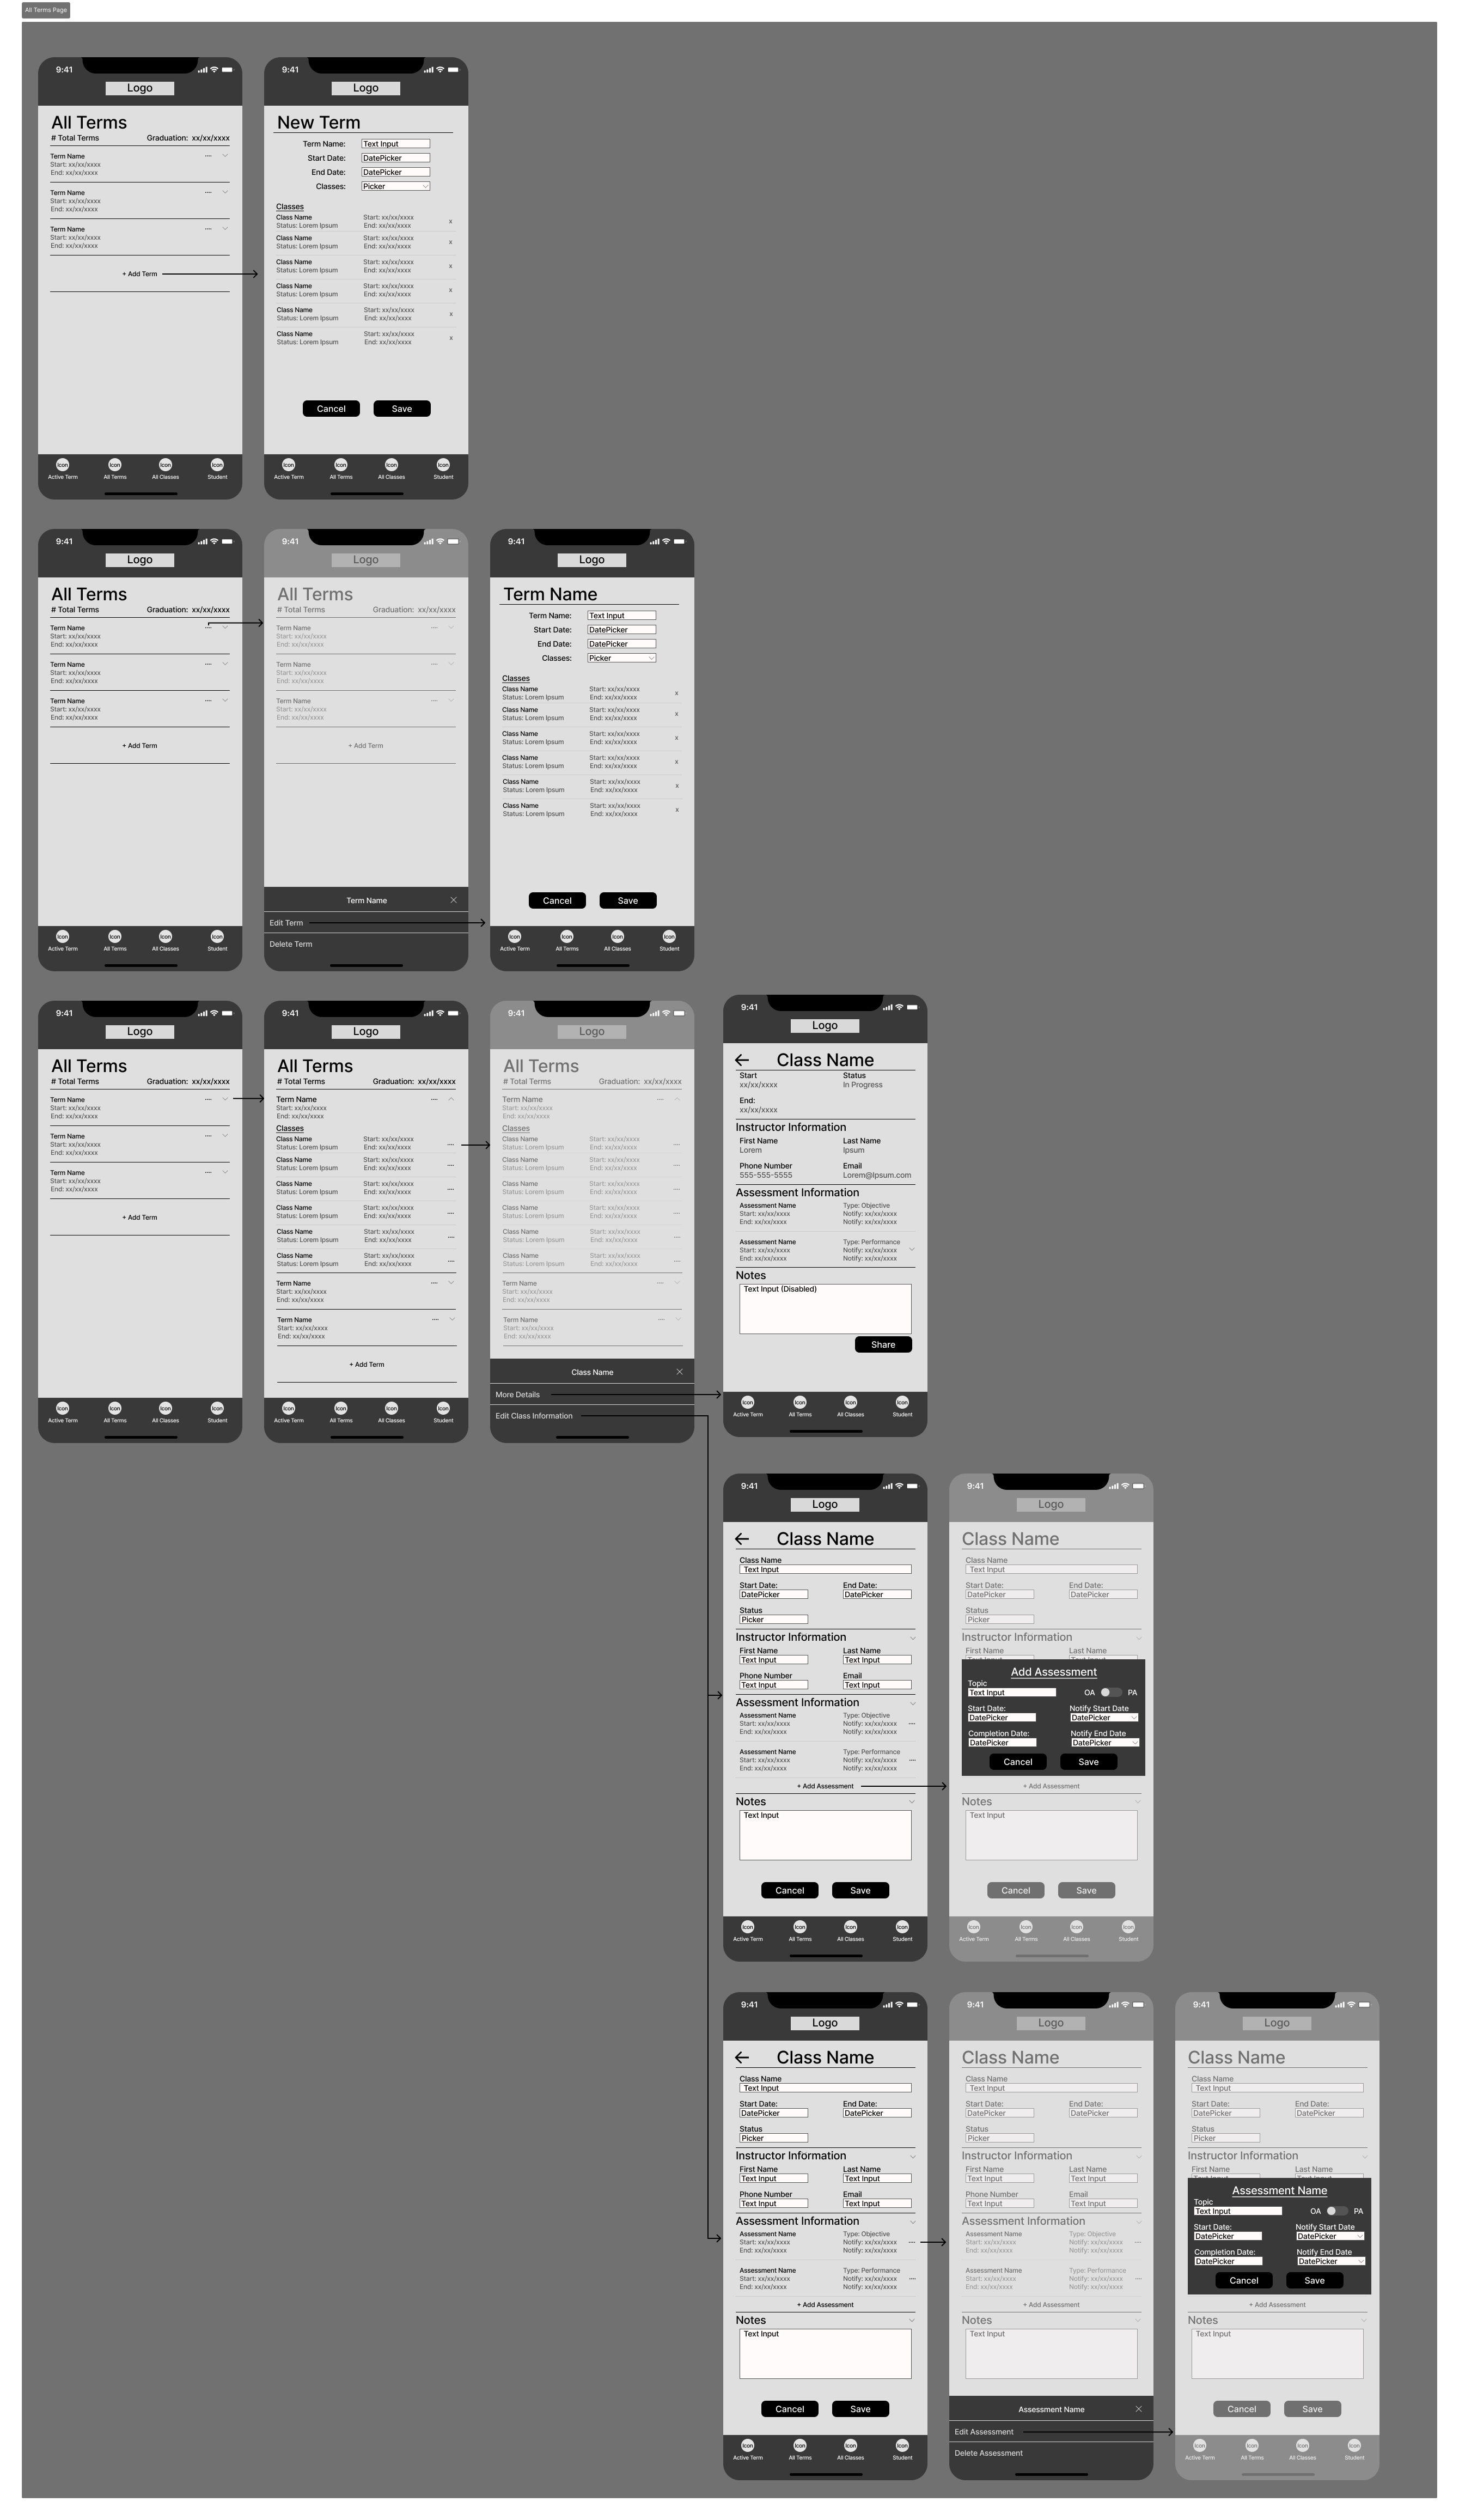 All Terms Page
9:41
Logo
All Terms
# Total Terms Graduation: xx/xx/xxxx
Term Name
Start: xx/xx/xxxx
End: xx/xx/xxxx
Term Name
Start: xx/xx/xxxx
End: xx/xx/xxxx
Term Name
Start: xx/xx/xxxx
End: xx/xx/xxxx
+ Add Term
Icon Icon Icon Icon
Active Term All Terms All Classes Student
9:41
Logo
New Term
Term Name: Text Input
Start Date: DatePicker
End Date: DatePicker
Classes: Picker
Classes
Class Name Start: xx/xx/xxxx
Status: Lorem Ipsum End: xx/xx/xxxx x
Class Name Start: xx/xx/xxxx
Status: Lorem Ipsum End: xx/xx/xxxx x
Class Name Start: xx/xx/xxxx
Status: Lorem Ipsum End: xx/xx/xxxx x
Class Name Start: xx/xx/xxxx
Status: Lorem Ipsum End: xx/xx/xxxx x
Class Name Start: xx/xx/xxxx
Status: Lorem Ipsum End: xx/xx/xxxx x
Class Name Start: xx/xx/xxxx
Status: Lorem Ipsum End: xx/xx/xxxx x
Cancel Save
Icon Icon Icon Icon
Active Term All Terms All Classes Student
9:41
Logo
All Terms
# Total Terms Graduation: xx/xx/xxxx
Term Name
Start: xx/xx/xxxx
End: xx/xx/xxxx
Term Name
Start: xx/xx/xxxx
End: xx/xx/xxxx
Term Name
Start: xx/xx/xxxx
End: xx/xx/xxxx
+ Add Term
Icon Icon Icon Icon
Active Term All Terms All Classes Student
9:41
Logo
All Terms
# Total Terms Graduation: xx/xx/xxxx
Term Name
Start: xx/xx/xxxx
End: xx/xx/xxxx
Term Name
Start: xx/xx/xxxx
End: xx/xx/xxxx
Term Name
Start: xx/xx/xxxx
End: xx/xx/xxxx
+ Add Term
Term Name
Edit Term
Delete Term
9:41
Logo
Term Name
Term Name: Text Input
Start Date: DatePicker
End Date: DatePicker
Classes: Picker
Classes
Class Name Start: xx/xx/xxxx
Status: Lorem Ipsum End: xx/xx/xxxx x
Class Name Start: xx/xx/xxxx
Status: Lorem Ipsum End: xx/xx/xxxx x
Class Name Start: xx/xx/xxxx
Status: Lorem Ipsum End: xx/xx/xxxx x
Class Name Start: xx/xx/xxxx
Status: Lorem Ipsum End: xx/xx/xxxx x
Class Name Start: xx/xx/xxxx
Status: Lorem Ipsum End: xx/xx/xxxx x
Class Name Start: xx/xx/xxxx
Status: Lorem Ipsum End: xx/xx/xxxx x
Cancel Save
Icon Icon Icon Icon
Active Term All Terms All Classes Student
9:41
Logo
All Terms
# Total Terms Graduation: xx/xx/xxxx
Term Name
Start: xx/xx/xxxx
End: xx/xx/xxxx
Term Name
Start: xx/xx/xxxx
End: xx/xx/xxxx
Term Name
Start: xx/xx/xxxx
End: xx/xx/xxxx
+ Add Term
Icon Icon Icon Icon
Active Term All Terms All Classes Student
9:41
Logo
All Terms
# Total Terms Graduation: xx/xx/xxxx
Term Name
Start: xx/xx/xxxx
End: xx/xx/xxxx
Classes
Class Name Start: xx/xx/xxxx
Status: Lorem Ipsum End: xx/xx/xxxx
Class Name Start: xx/xx/xxxx
Status: Lorem Ipsum End: xx/xx/xxxx
Class Name Start: xx/xx/xxxx
Status: Lorem Ipsum End: xx/xx/xxxx
Class Name Start: xx/xx/xxxx
Status: Lorem Ipsum End: xx/xx/xxxx
Class Name Start: xx/xx/xxxx
Status: Lorem Ipsum End: xx/xx/xxxx
Class Name Start: xx/xx/xxxx
Status: Lorem Ipsum End: xx/xx/xxxx
Term Name
Start: xx/xx/xxxx
End: xx/xx/xxxx
Term Name
Start: xx/xx/xxxx
End: xx/xx/xxxx
+ Add Term
Icon Icon Icon Icon
Active Term All Terms All Classes Student
9:41
Logo
All Terms
# Total Terms Graduation: xx/xx/xxxx
Term Name
Start: xx/xx/xxxx
End: xx/xx/xxxx
Classes
Class Name Start: xx/xx/xxxx
Status: Lorem Ipsum End: xx/xx/xxxx
Class Name Start: xx/xx/xxxx
Status: Lorem Ipsum End: xx/xx/xxxx
Class Name Start: xx/xx/xxxx
Status: Lorem Ipsum End: xx/xx/xxxx
Class Name Start: xx/xx/xxxx
Status: Lorem Ipsum End: xx/xx/xxxx
Class Name Start: xx/xx/xxxx
Status: Lorem Ipsum End: xx/xx/xxxx
Class Name Start: xx/xx/xxxx
Status: Lorem Ipsum End: xx/xx/xxxx
Term Name
Start: xx/xx/xxxx
End: xx/xx/xxxx
Term Name
Start: xx/xx/xxxx
End: xx/xx/xxxx
Class Name
More Details
Edit Class Information
9:41
Logo
Class Name
Start Status
xx/xx/xxxx In Progress
End:
xx/xx/xxxx
Instructor Information
First Name Last Name
Lorem Ipsum
Phone Number Email
555-555-5555 Lorem@Ipsum.com
Assessment Information
Assessment Name Type: Objective
Start: xx/xx/xxxx Notify: xx/xx/xxxx
End: xx/xx/xxxx Notify: xx/xx/xxxx
Assessment Name Type: Performance
Start: xx/xx/xxxx Notify: xx/xx/xxxx
End: xx/xx/xxxx Notify: xx/xx/xxxx
Notes
Text Input (Disabled)
Share
Icon Icon Icon Icon
Active Term All Terms All Classes Student
9:41
Logo
Class Name
Class Name
Text Input
Start Date: End Date:
DatePicker DatePicker
Status
Picker
Instructor Information
First Name Last Name
Text Input Text Input
Phone Number Email
Text Input Text Input
Assessment Information
Assessment Name Type: Objective
Start: xx/xx/xxxx Notify: xx/xx/xxxx
End: xx/xx/xxxx Notify: xx/xx/xxxx
Assessment Name Type: Performance
Start: xx/xx/xxxx Notify: xx/xx/xxxx
End: xx/xx/xxxx Notify: xx/xx/xxxx
+ Add Assessment
Notes
Text Input
Cancel Save
Icon Icon Icon Icon
Active Term All Terms All Classes Student
9:41
Logo
Class Name
Class Name
Text Input
Start Date: End Date:
DatePicker DatePicker
Status
Picker
Instructor Information
First Name Last Name
Add Assessment
Topic
Text Input OA PA
Start Date: Notify Start Date
DatePicker DatePicker
Completion Date: Notify End Date
DatePicker DatePicker
Cancel Save
+ Add Assessment
Notes
Text Input
Cancel Save
Icon Icon Icon Icon
Active Term All Terms All Classes Student
9:41
Logo
Class Name
Class Name
Text Input
Start Date: End Date:
DatePicker DatePicker
Status
Picker
Instructor Information
First Name Last Name
Text Input Text Input
Phone Number Email
Text Input Text Input
Assessment Information
Assessment Name Type: Objective
Start: xx/xx/xxxx Notify: xx/xx/xxxx
End: xx/xx/xxxx Notify: xx/xx/xxxx
Assessment Name Type: Performance
Start: xx/xx/xxxx Notify: xx/xx/xxxx
End: xx/xx/xxxx Notify: xx/xx/xxxx
+ Add Assessment
Notes
Text Input
Cancel Save
Icon Icon Icon Icon
Active Term All Terms All Classes Student
9:41
Logo
Class Name
Class Name
Text Input
Start Date: End Date:
DatePicker DatePicker
Status
Picker
Instructor Information
First Name Last Name
Text Input Text Input
Phone Number Email
Text Input Text Input
Assessment Information
Assessment Name Type: Objective
Start: xx/xx/xxxx Notify: xx/xx/xxxx
End: xx/xx/xxxx Notify: xx/xx/xxxx
Assessment Name Type: Performance
Start: xx/xx/xxxx Notify: xx/xx/xxxx
End: xx/xx/xxxx Notify: xx/xx/xxxx
+ Add Assessment
Notes
Text Input
Cancel Save
Assessment Name
Edit Assessment
Delete Assessment
9:41
Logo
Class Name
Class Name
Text Input
Start Date: End Date:
DatePicker DatePicker
Status
Picker
Instructor Information
First Name Last Name
Assessment Name
Topic
Text Input OA PA
Start Date: Notify Start Date
DatePicker DatePicker
Completion Date: Notify End Date
DatePicker DatePicker
Cancel Save
+ Add Assessment
Notes
Text Input
Cancel Save
Icon Icon Icon Icon
Active Term All Terms All Classes Student